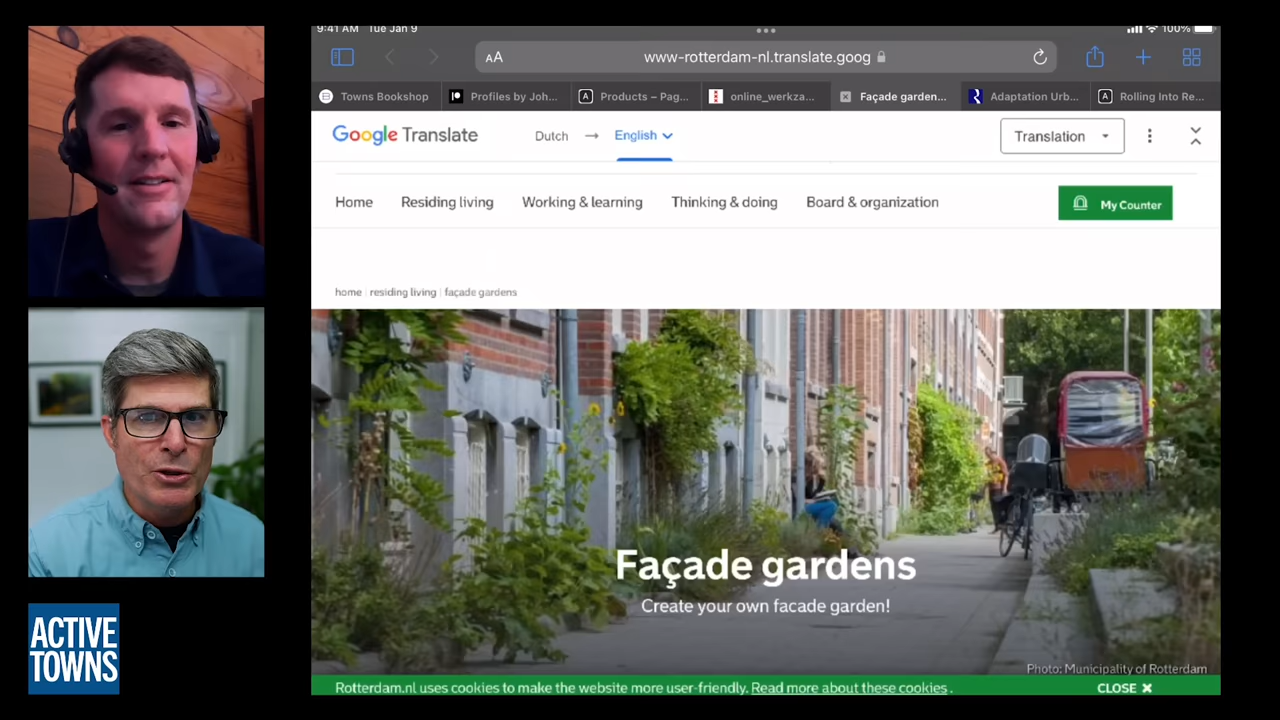 9:41 AM Tue Jan 9
100%
AA
www-rotterdam-nl.translate.goog
Towns Bookshop
Profiles by Joh...
Products – Pag...
online_werkza...
Façade garden...
Adaptation Urb...
Rolling Into Re...
Google Translate
Dutch → English
Translation
Home
Residing living
Working & learning
Thinking & doing
Board & organization
My Counter
home | residing living | façade gardens
Façade gardens
Create your own facade garden!
Photo: Municipality of Rotterdam
Rotterdam.nl uses cookies to make the website more user-friendly. Read more about these cookies .
CLOSE ✕
ACTIVE
TOWNS